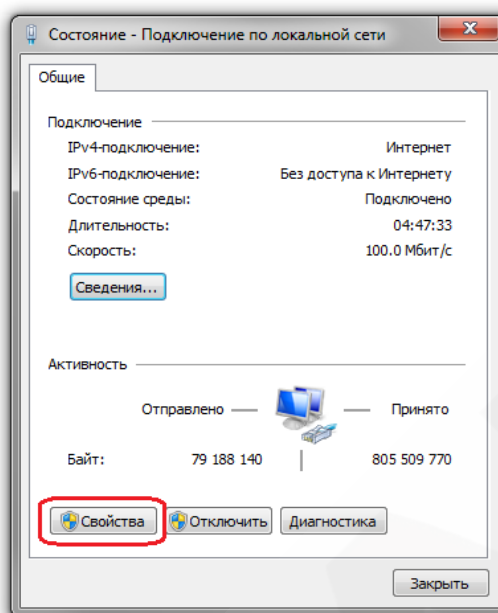 Состояние - Подключение по локальной сети
Общие
Подключение
IPv4-подключение: Интернет
IPv6-подключение: Без доступа к Интернету
Состояние среды: Подключено
Длительность: 04:47:33
Скорость: 100.0 Мбит/с
Сведения...
Активность
Отправлено — — Принято
Байт: 79 188 140 | 805 509 770
Свойства Отключить Диагностика
Закрыть